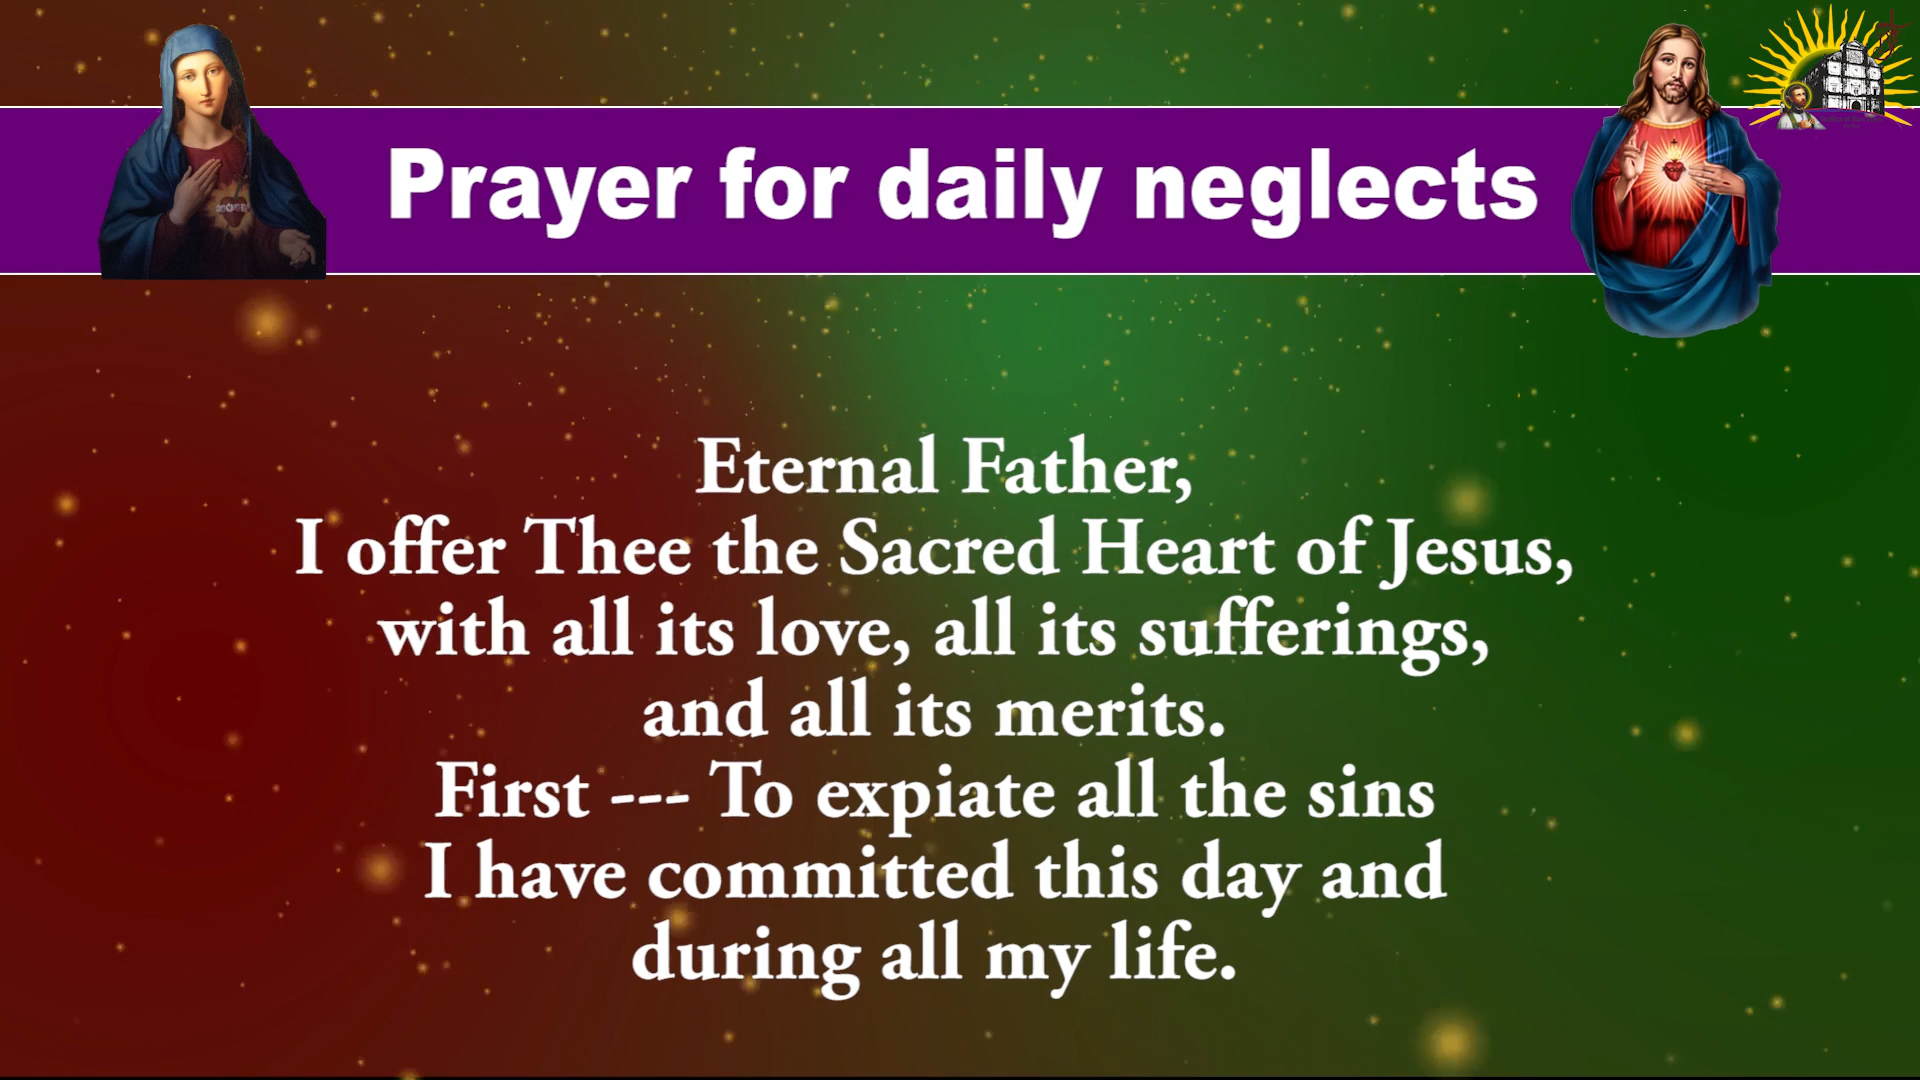 Prayer for daily neglects
Eternal Father,
I offer Thee the Sacred Heart of Jesus,
with all its love, all its sufferings,
and all its merits.
First --- To expiate all the sins
I have committed this day and
during all my life.